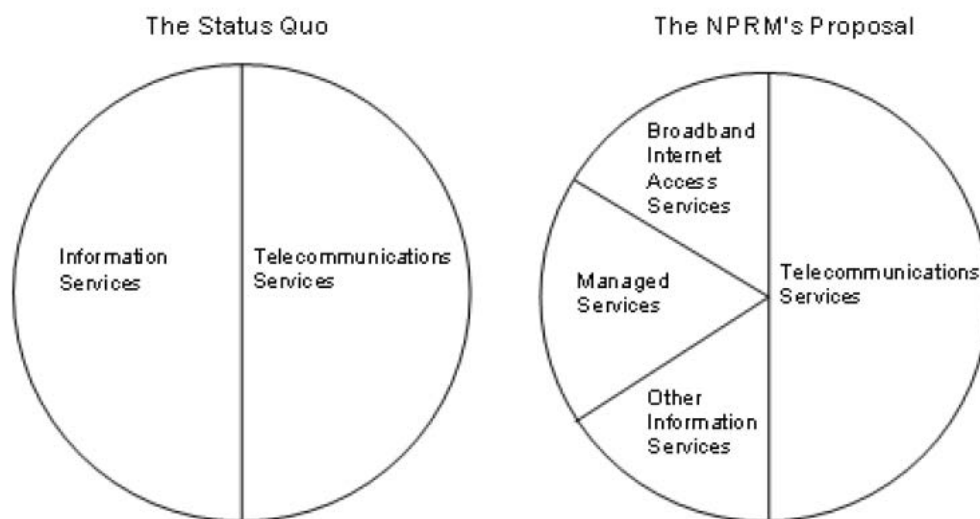 The Status Quo
Information
Services
Telecommunications
Services
The NPRM's Proposal
Broadband
Internet
Access
Services
Managed
Services
Other
Information
Services
Telecommunications
Services